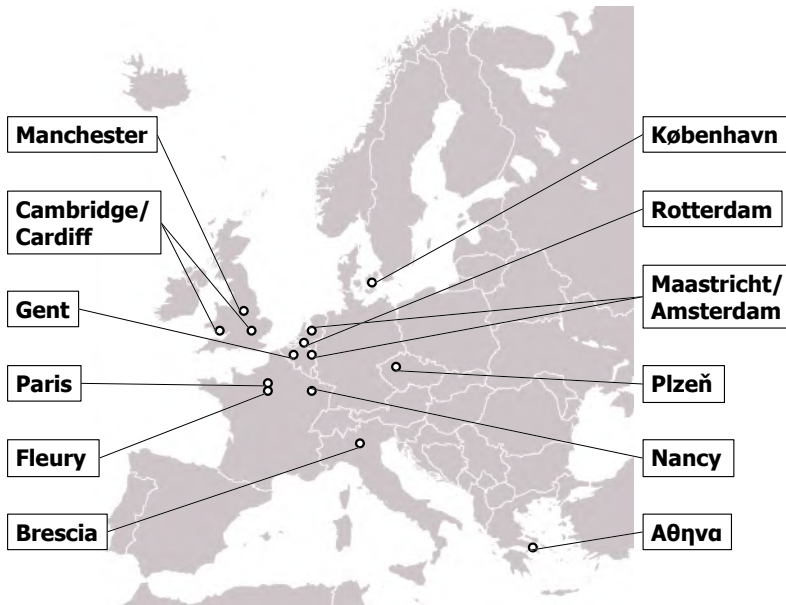 Manchester
Cambridge/
Cardiff
Gent
Paris
Fleury
Brescia
København
Rotterdam
Maastricht/
Amsterdam
Plzeň
Nancy
Αθηνα